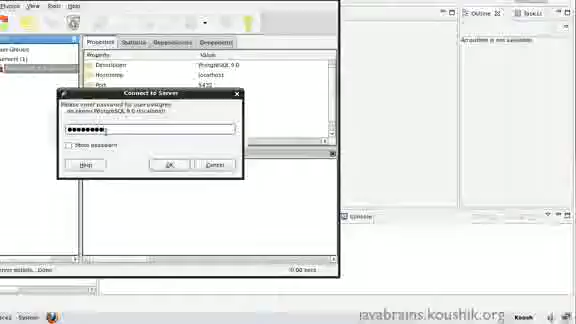 View Tools Help
Properties Statistics Dependencies Dependents
Property Value
Description PostgreSQL 9.0
Hostname localhost
Port 5432
Connect to Server
Please enter password for user postgres
on server PostgreSQL 9.0 (localhost)
Store password
Help OK Cancel
Outline Tasks
An outline is not available.
Console
Done
0.00 secs
System
javabrains.koushik.org